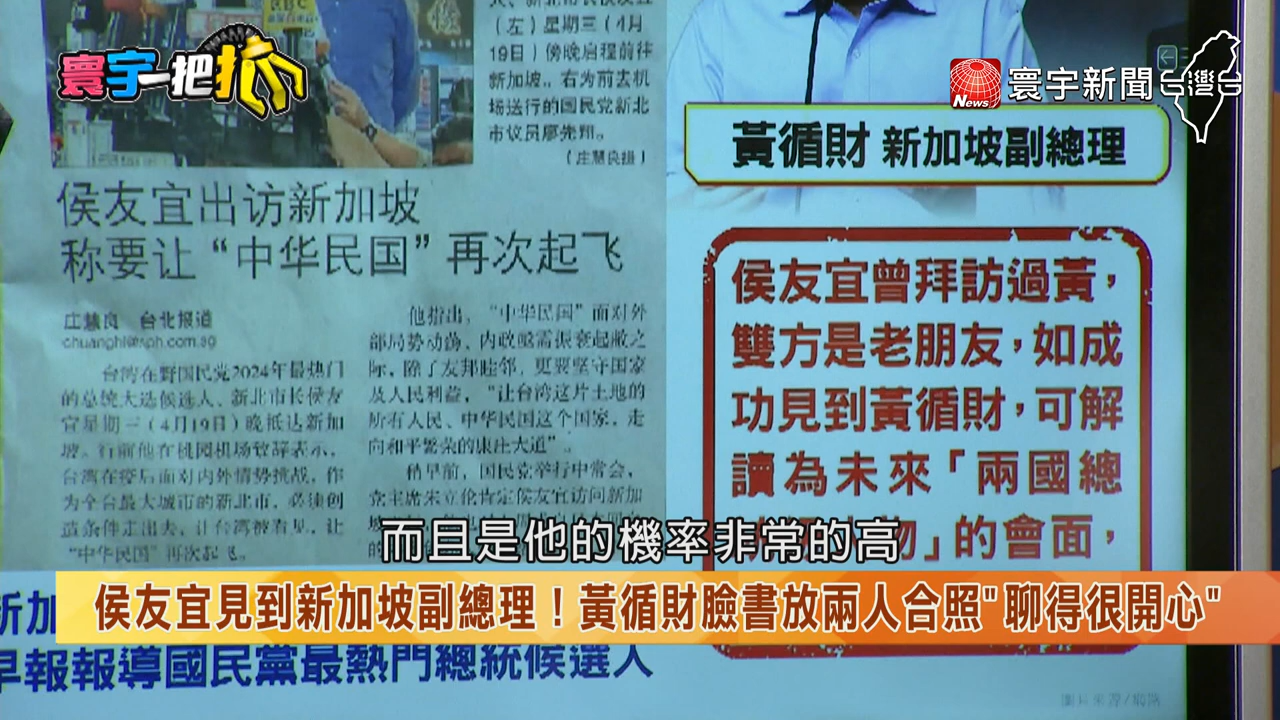 寰宇一把抓
寰宇新聞台灣台
News
（左）星期三（4月
19日）傍晚启程前往
新加坡。右为前去机
场送行的国民党新北
市议员廖先翔。
（庄慧良摄）
侯友宜出访新加坡
称要让“中华民国”再次起飞
庄慧良 台北报道
chuanghl@sph.com.sg
台湾在野国民党2024年最热门
的总统大选候选人、新北市长侯友
宜星期三（4月19日）晚抵达新加
坡。行前他在桃园机场致辞表示，
台湾在疫后面对内外情势挑战，作
为全台最大城市的新北市，必须创
造条件走出去，让台湾被看见，让
“中华民国”再次起飞。
他指出，“中华民国”面对外
部局势动荡、内政亟需振衰起敝之
际，除了友邦睦邻，更要坚守国家
及人民利益，“让台湾这片土地的
所有人民、中华民国这个国家，走
向和平繁荣的康庄大道”。
稍早前，国民党举行中常会，
党主席朱立伦肯定侯友宜访问新加
黃循財 新加坡副總理
侯友宜曾拜訪過黃，
雙方是老朋友，如成
功見到黃循財，可解
讀為未來「兩國總
物」的會面，
而且是他的機率非常的高
侯友宜見到新加坡副總理！黃循財臉書放兩人合照"聊得很開心"
新加
早報報導國民黨最熱門總統候選人